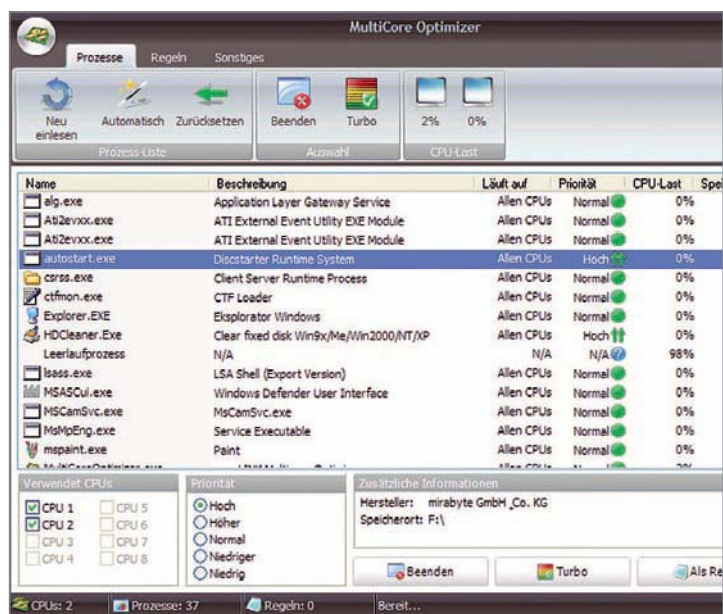 MultiCore Optimizer
Prozesse Regeln Sonstiges
Neu einlesen Automatisch Zurücksetzen Beenden Turbo 2% 0%
Prozess-Liste Auswahl CPU-Last
Name Beschreibung Läuft auf Priorität CPU-Last Spei
alg.exe Application Layer Gateway Service Allen CPUs Normal 0%
Ati2evxx.exe ATI External Event Utility EXE Module Allen CPUs Normal 0%
Ati2evxx.exe ATI External Event Utility EXE Module Allen CPUs Normal 0%
autostart.exe Discstarter Runtime System Allen CPUs Hoch 0%
csrss.exe Client Server Runtime Process Allen CPUs Normal 0%
ctfmon.exe CTF Loader Allen CPUs Normal 0%
Explorer.EXE Eksplorator Windows Allen CPUs Normal 0%
HDCleaner.Exe Clear fixed disk Win9x/Me/Win2000/NT/XP Allen CPUs Hoch 0%
Leerlaufprozess N/A N/A N/A 98%
lsass.exe LSA Shell (Export Version) Allen CPUs Normal 0%
MSASCui.exe Windows Defender User Interface Allen CPUs Normal 0%
MSCamSvc.exe MsCamSvc.exe Allen CPUs Normal 0%
MsMpEng.exe Service Executable Allen CPUs Normal 0%
mspaint.exe Paint Allen CPUs Normal 0%
Verwendet CPUs Priorität Zusätzliche Informationen
CPU 1 CPU 5 Hoch Hersteller: mirabyte GmbH _Co. KG
CPU 2 CPU 6 Höher Speicherort: F:\
CPU 3 CPU 7 Normal
CPU 4 CPU 8 Niedriger
Niedrig Beenden Turbo Als Re
CPUs: 2 Prozesse: 37 Regeln: 0 Bereit...